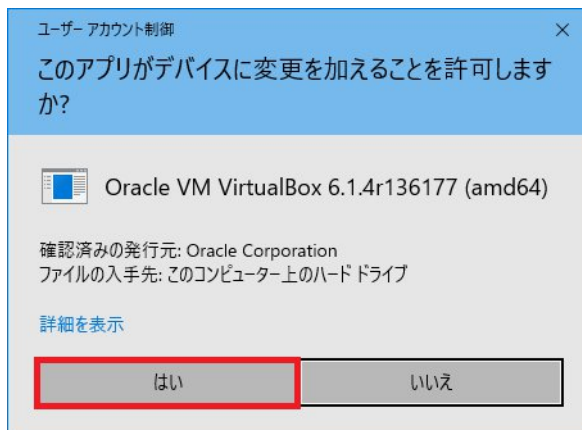 ユーザー アカウント制御
このアプリがデバイスに変更を加えることを許可します
か?
Oracle VM VirtualBox 6.1.4r136177 (amd64)
確認済みの発行元: Oracle Corporation
ファイルの入手先: このコンピューター上のハード ドライブ
詳細を表示
はい
いいえ